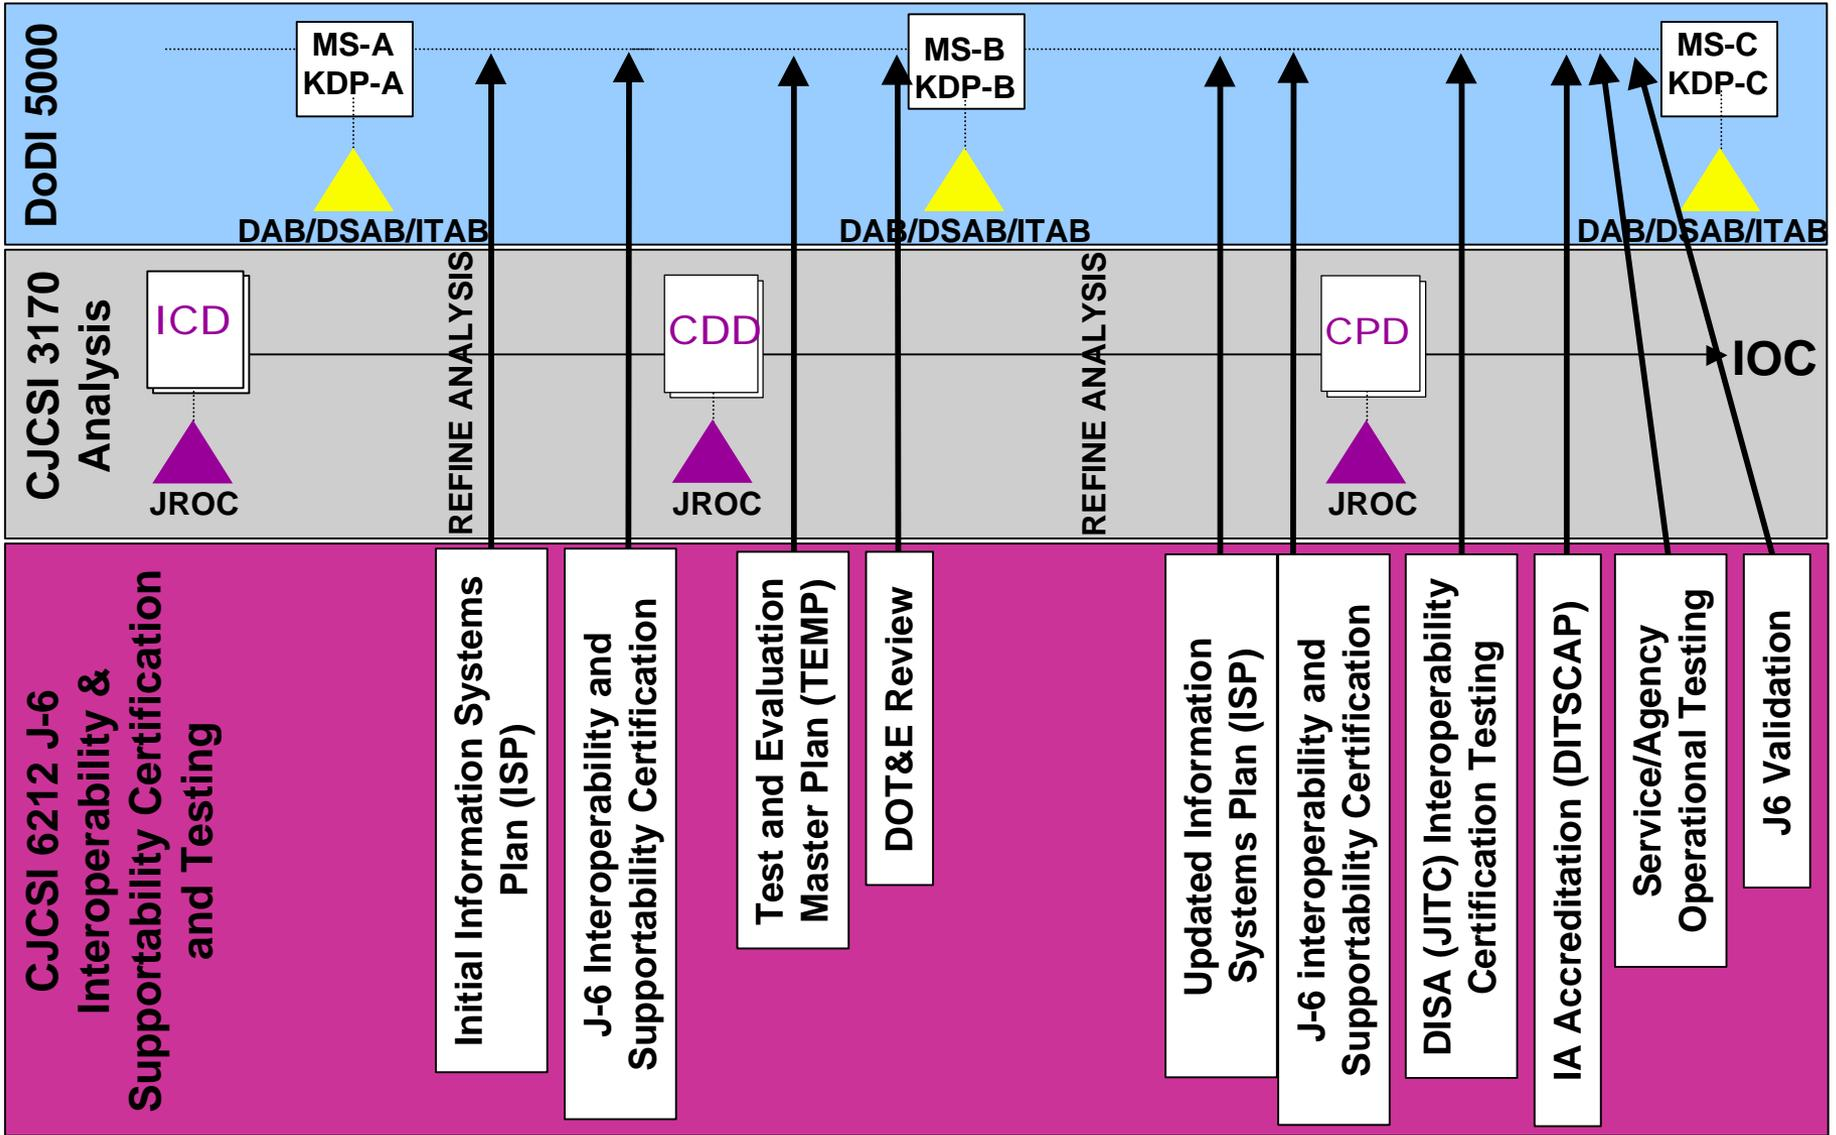 DoDI 5000
MS-A
KDP-A
DAB/DSAB/ITAB
MS-B
KDP-B
DAB/DSAB/ITAB
MS-C
KDP-C
DAB/DSAB/ITAB
CJCSI 3170
Analysis
ICD
JROC
REFINE ANALYSIS
CDD
JROC
REFINE ANALYSIS
CPD
JROC
IOC
CJCSI 6212 J-6
Interoperability &
Supportability Certification
and Testing
Initial Information Systems
Plan (ISP)
J-6 Interoperability and
Supportability Certification
Test and Evaluation
Master Plan (TEMP)
DOT&E Review
Updated Information
Systems Plan (ISP)
J-6 interoperability and
Supportability Certification
DISA (JITC) Interoperability
Certification Testing
IA Accreditation (DITSCAP)
Service/Agency
Operational Testing
J6 Validation